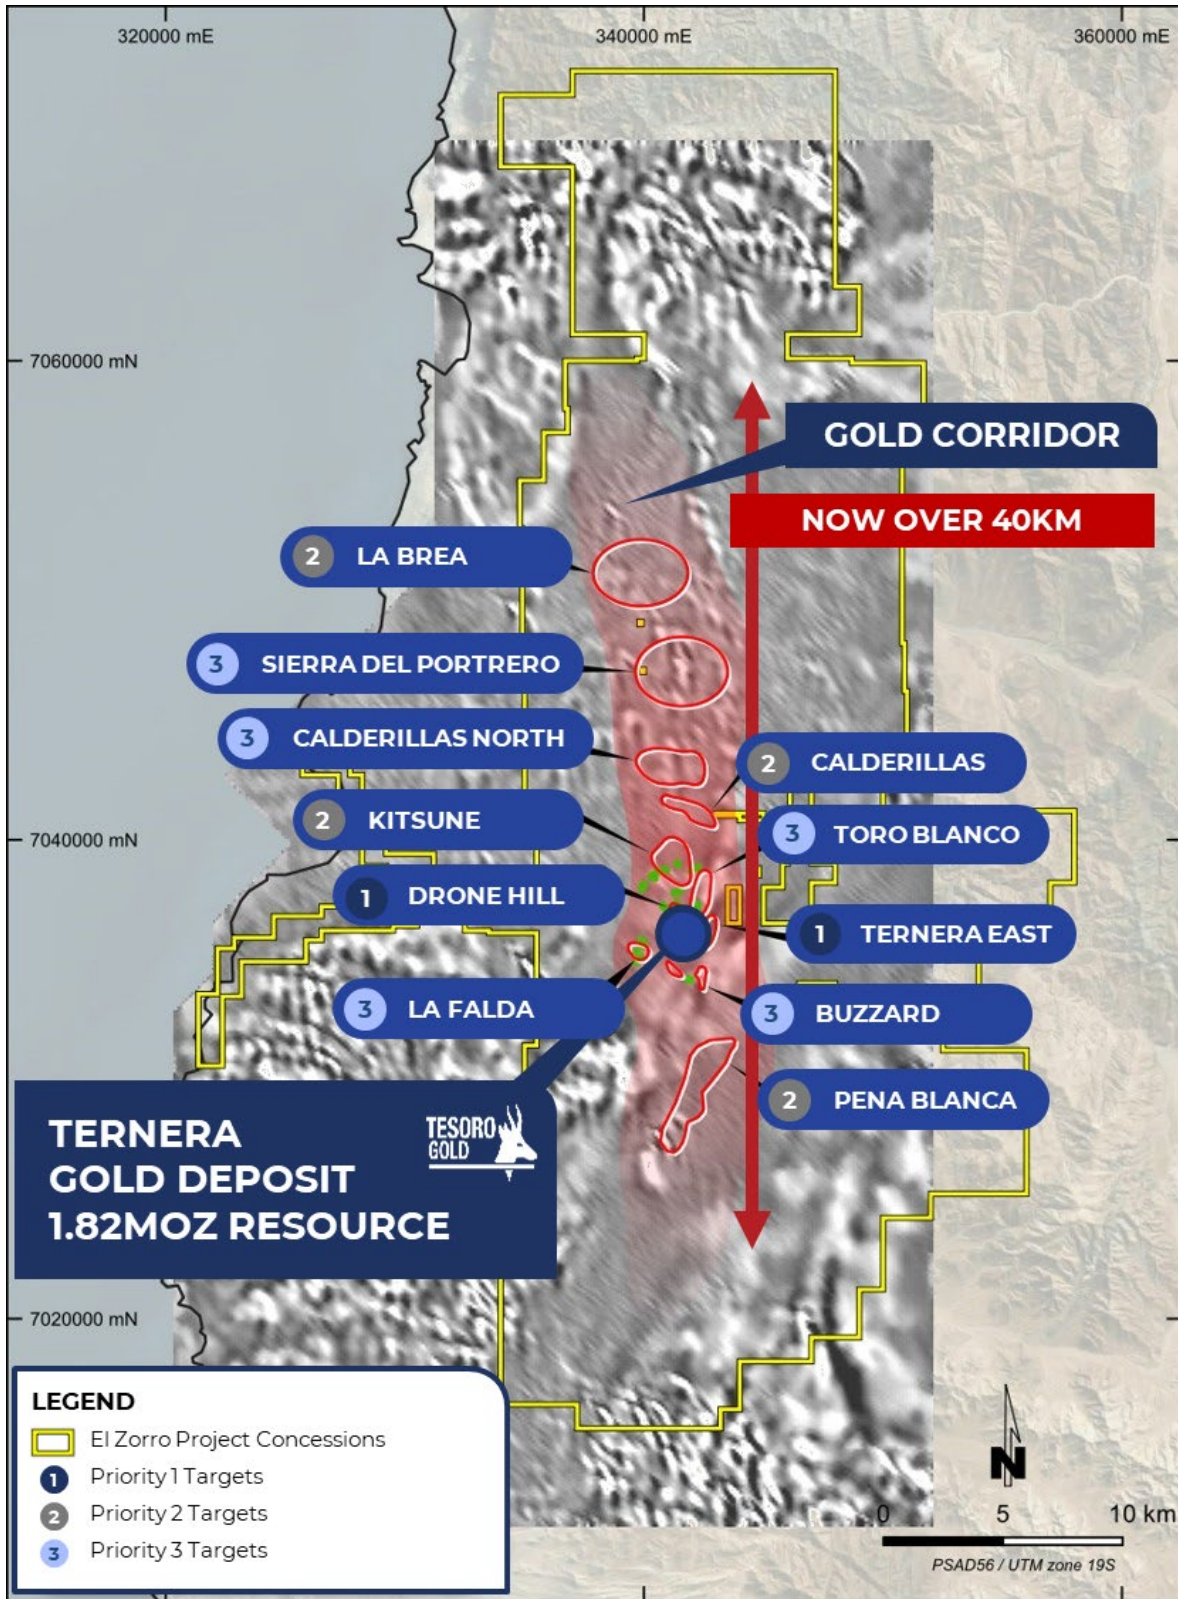 320000 mE
340000 mE
360000 mE
7060000 mN
GOLD CORRIDOR
NOW OVER 40KM
2 LA BREA
3 SIERRA DEL PORTRERO
3 CALDERILLAS NORTH
2 CALDERILLAS
2 KITSUNE
3 TORO BLANCO
7040000 mN
1 DRONE HILL
1 TERNERA EAST
3 LA FALDA
3 BUZZARD
2 PENA BLANCA
TERNERA
GOLD DEPOSIT
1.82MOZ RESOURCE
TESORO
GOLD
7020000 mN
LEGEND
El Zorro Project Concessions
1 Priority 1 Targets
2 Priority 2 Targets
3 Priority 3 Targets
N
0 5 10 km
PSAD56 / UTM zone 19S